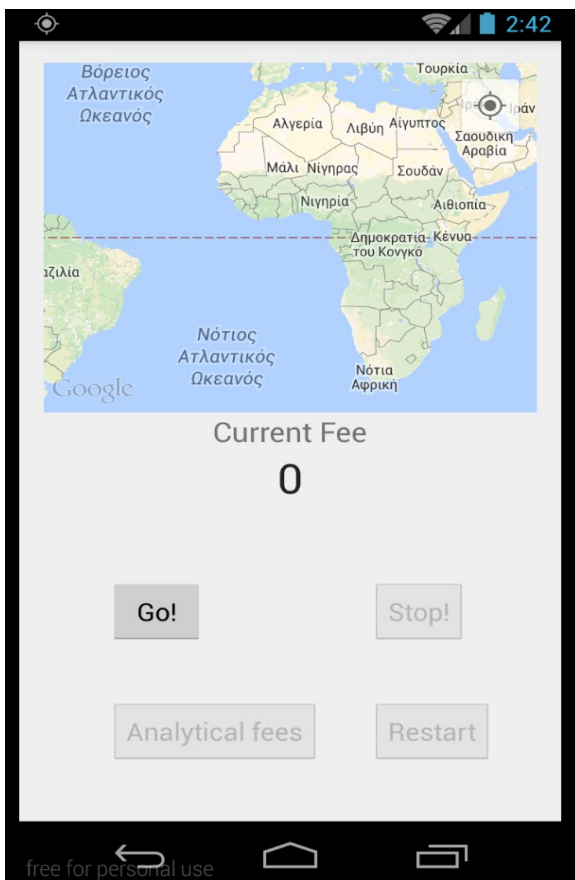 2:42
Βόρειος
Ατλαντικός
Ωκεανός
Τουρκία
Αλγερία
Λιβύη
Αίγυπτος
ράν
Σαουδική
Αραβία
Μάλι
Νίγηρας
Σουδάν
Νιγηρία
Αιθιοπία
Δημοκρατία
του Κονγκό
Κένυα
αζιλία
Νότιος
Ατλαντικός
Ωκεανός
Νότια
Αφρική
Google
Current Fee
0
Go!
Stop!
Analytical fees
Restart
free for personal use